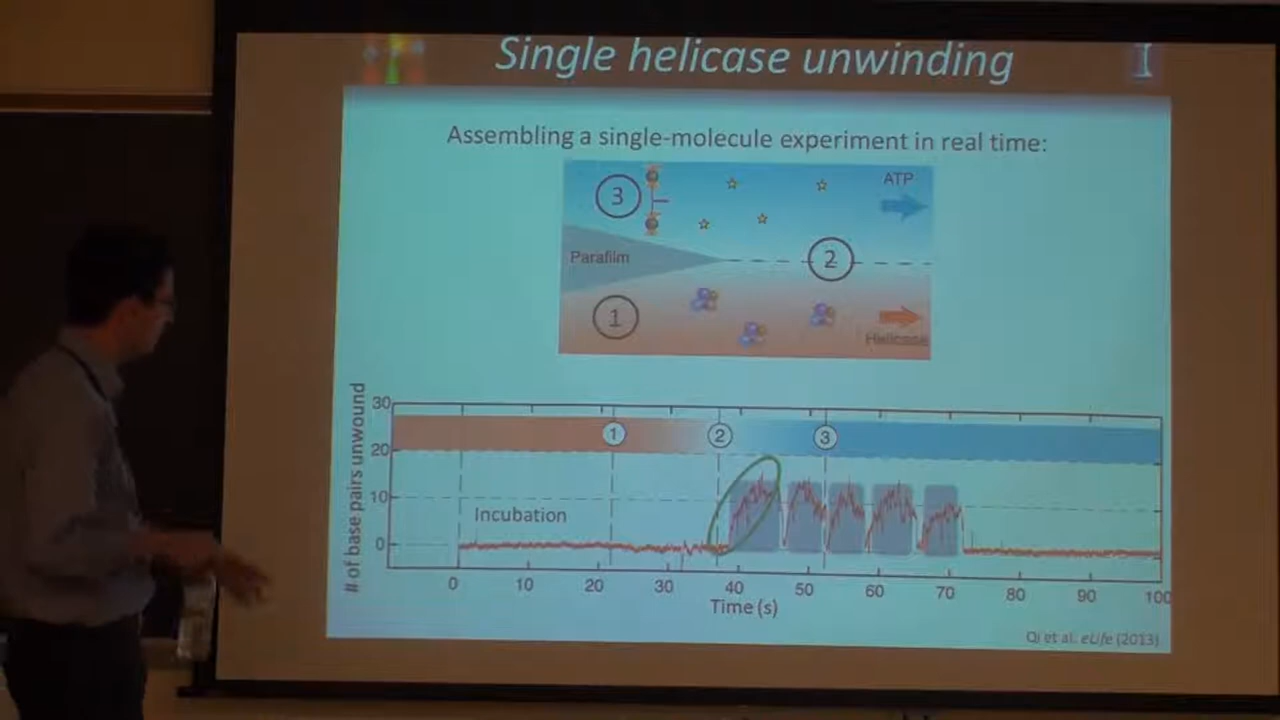 Single helicase unwinding
I
Assembling a single-molecule experiment in real time:
3
ATP
Parafilm
2
1
Helicase
# of base pairs unwound
30
20
10
0
1
2
3
Incubation
0 10 20 30 40 50 60 70 80 90 100
Time (s)
Qi et al. eLife (2013)